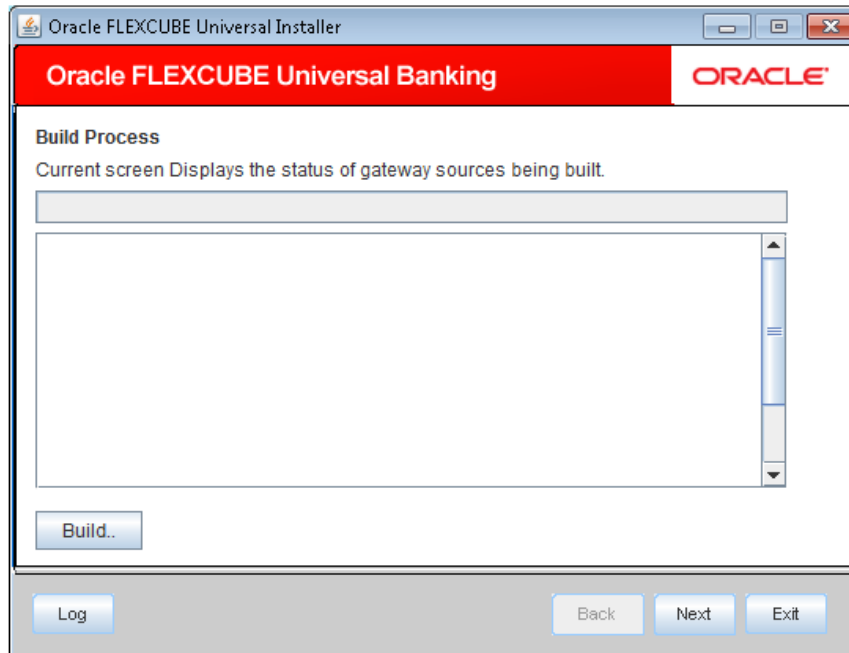 Oracle FLEXCUBE Universal Installer
Oracle FLEXCUBE Universal Banking
ORACLE
Build Process
Current screen Displays the status of gateway sources being built.
Build..
Log
Back
Next
Exit